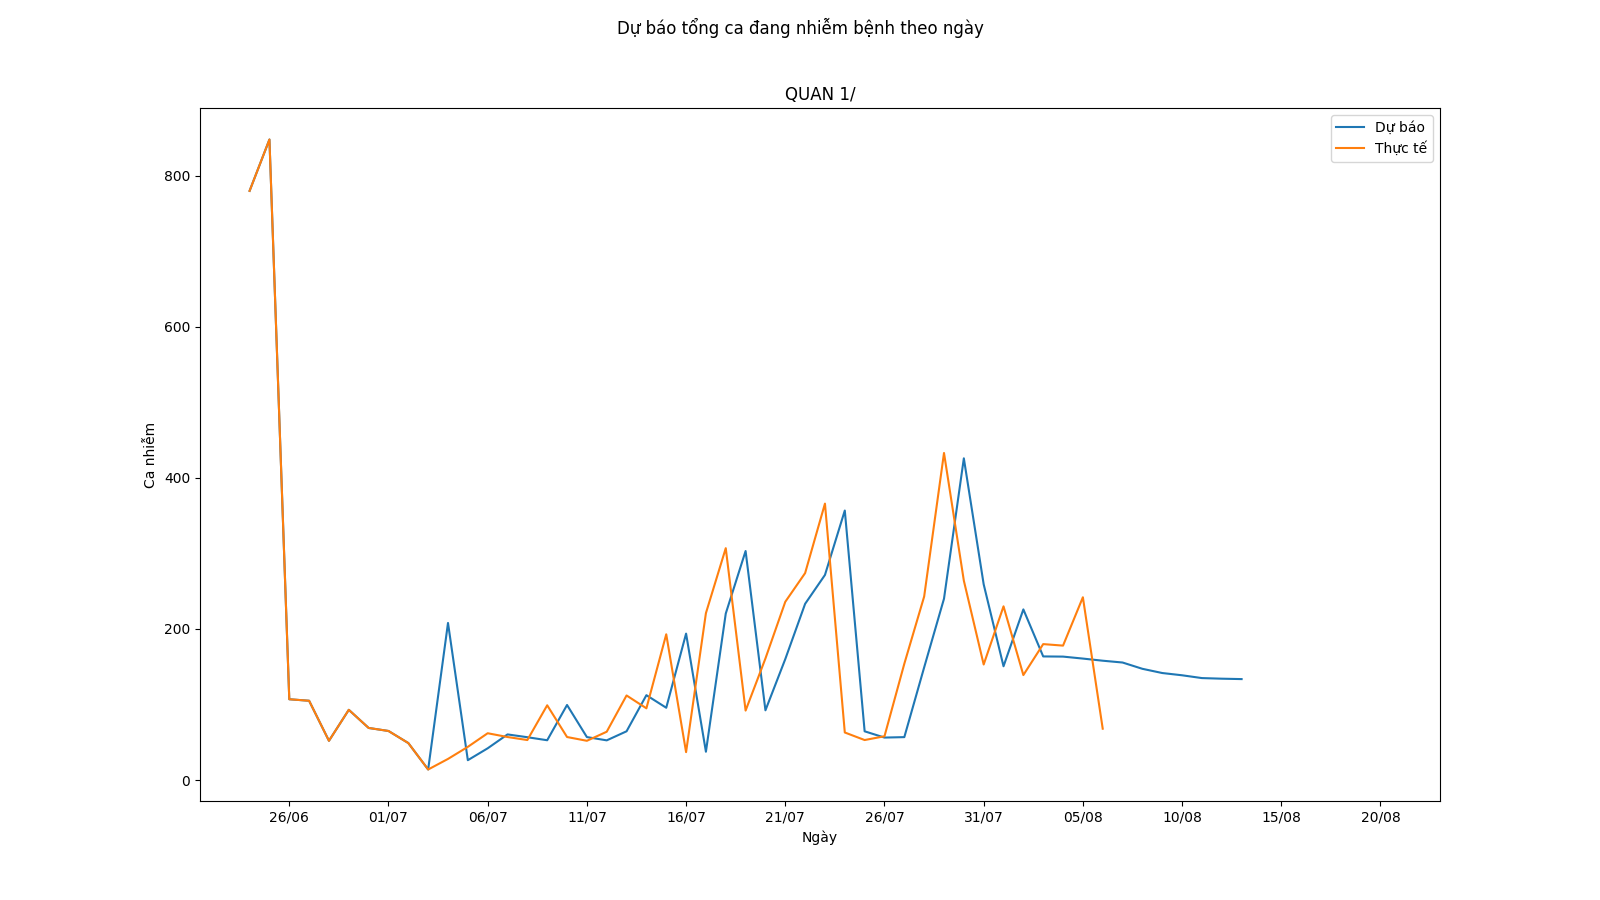 Dự báo tổng ca đang nhiễm bệnh theo ngày
QUAN 1/
Dự báo
Thực tế
800
600
400
200
0
Ca nhiễm
26/06 01/07 06/07 11/07 16/07 21/07 26/07 31/07 05/08 10/08 15/08 20/08
Ngày